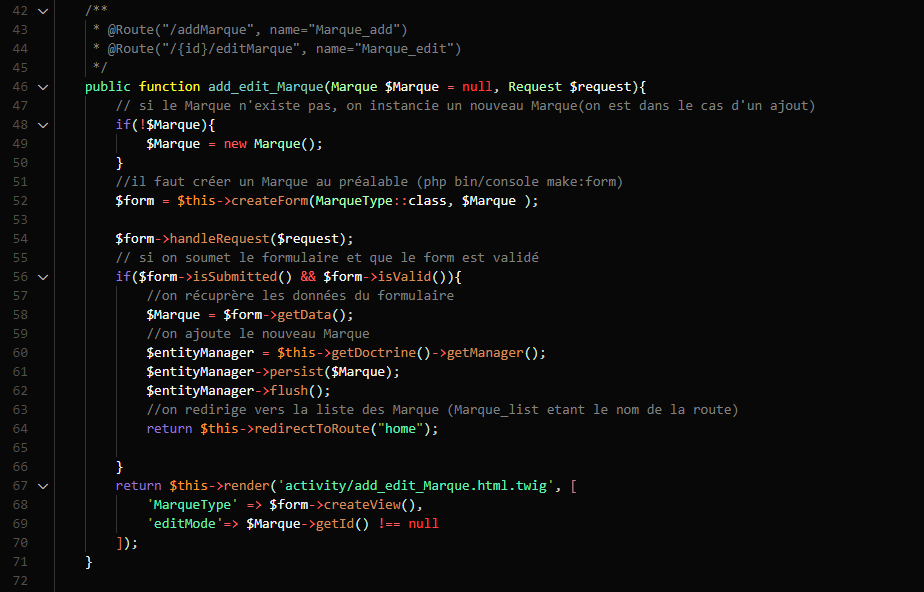 42 /**
43 * @Route("/addMarque", name="Marque_add")
44 * @Route("/{id}/editMarque", name="Marque_edit")
45 */
46 public function add_edit_Marque(Marque $Marque = null, Request $request){
47 // si le Marque n'existe pas, on instancie un nouveau Marque(on est dans le cas d'un ajout)
48 if(!$Marque){
49 $Marque = new Marque();
50 }
51 //il faut créer un Marque au préalable (php bin/console make:form)
52 $form = $this->createForm(MarqueType::class, $Marque );
53
54 $form->handleRequest($request);
55 // si on soumet le formulaire et que le form est validé
56 if($form->isSubmitted() && $form->isValid()){
57 //on récuprère les données du formulaire
58 $Marque = $form->getData();
59 //on ajoute le nouveau Marque
60 $entityManager = $this->getDoctrine()->getManager();
61 $entityManager->persist($Marque);
62 $entityManager->flush();
63 //on redirige vers la liste des Marque (Marque_list etant le nom de la route)
64 return $this->redirectToRoute("home");
65
66 }
67 return $this->render('activity/add_edit_Marque.html.twig', [
68 'MarqueType' => $form->createView(),
69 'editMode'=> $Marque->getId() !== null
70 ]);
71 }
72